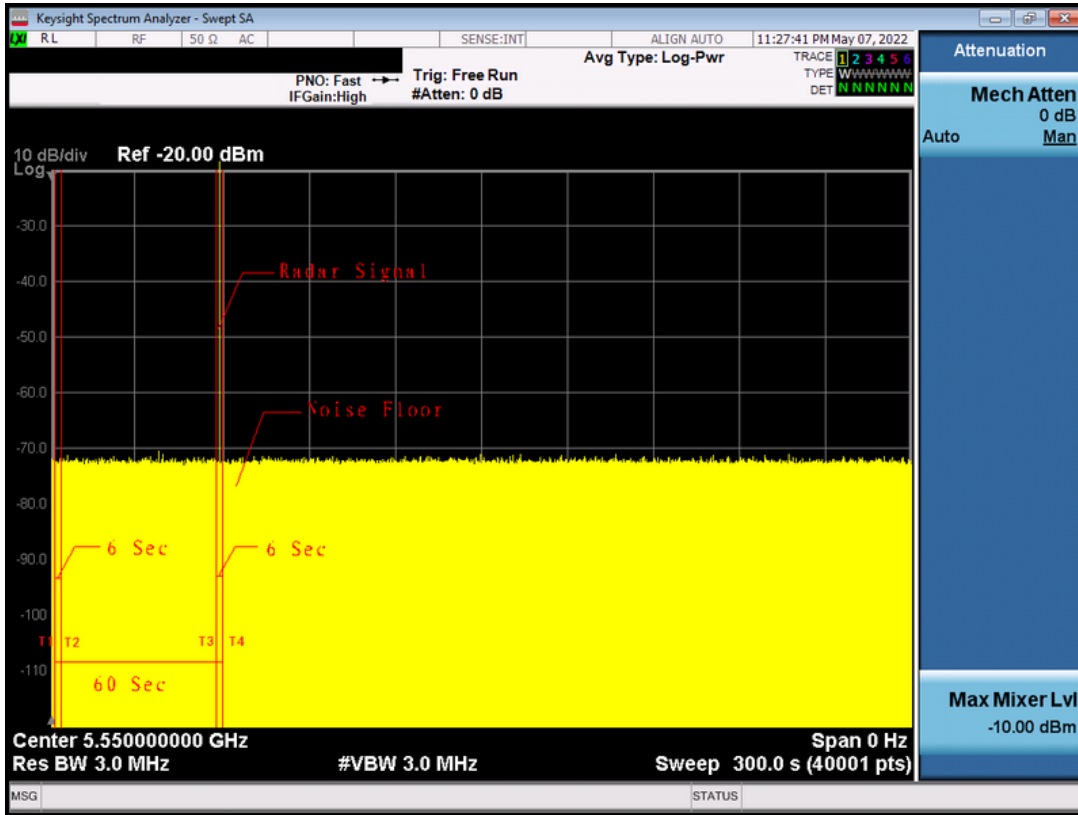 Keysight Spectrum Analyzer - Swept SA
LXI RL RF 50 Ω AC SENSE:INT ALIGN AUTO 11:27:41 PM May 07, 2022
Avg Type: Log-Pwr TRACE 1 2 3 4 5 6
PNO: Fast Trig: Free Run TYPE WWWWWW
IFGain:High #Atten: 0 dB DET N N N N N N
Attenuation
Mech Atten
0 dB
Auto Man
10 dB/div Ref -20.00 dBm
Log
-30.0
-40.0
Radar Signal
-50.0
-60.0
Noise Floor
-70.0
-80.0
6 Sec 6 Sec
-90.0
-100
T1 T2 T3 T4
-110
60 Sec
Max Mixer Lvl
-10.00 dBm
Center 5.550000000 GHz Span 0 Hz
Res BW 3.0 MHz #VBW 3.0 MHz Sweep 300.0 s (40001 pts)
MSG STATUS